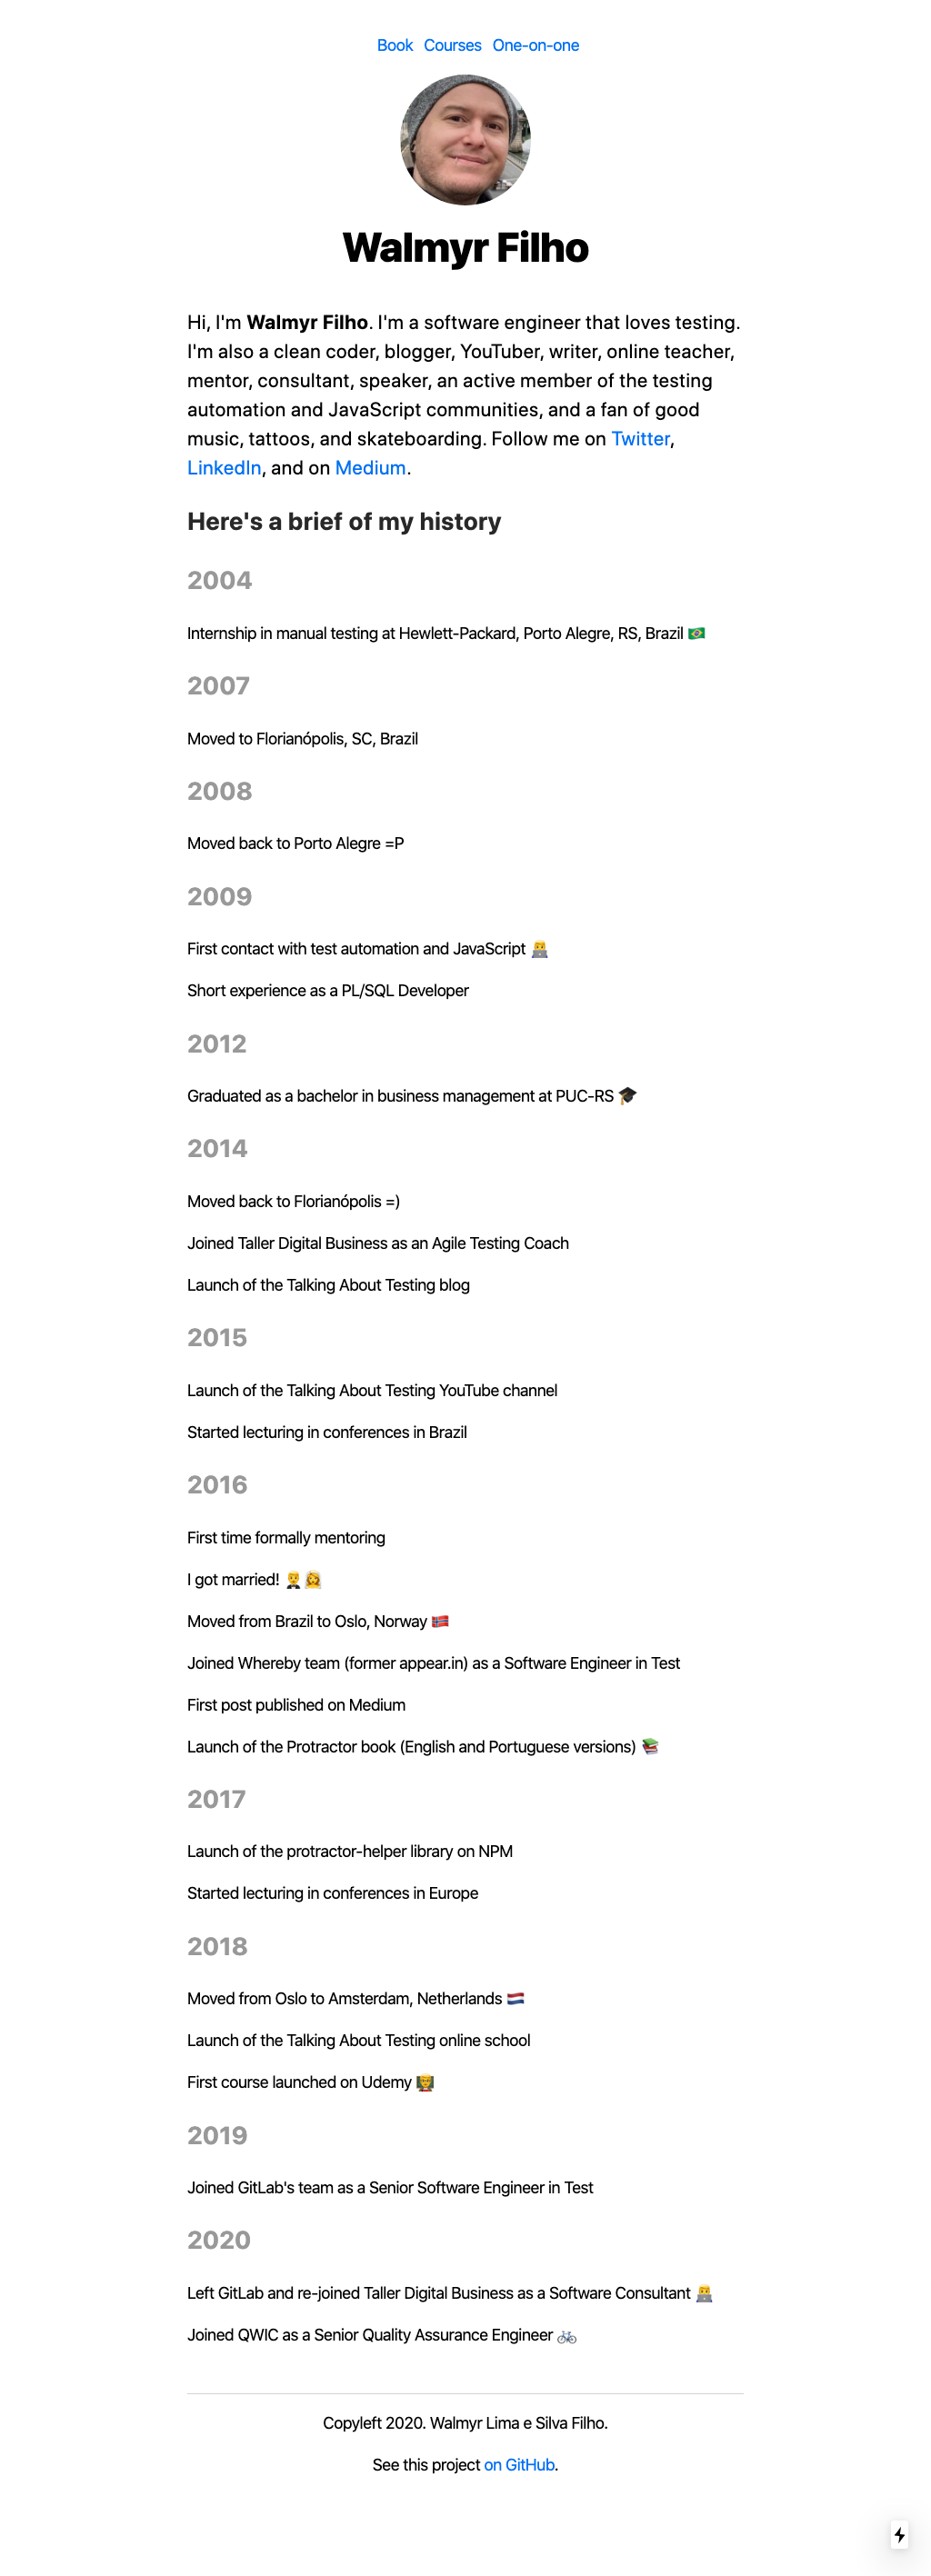 Book Courses One-on-one
Walmyr Filho
Hi, I'm Walmyr Filho. I'm a software engineer that loves testing.
I'm also a clean coder, blogger, YouTuber, writer, online teacher,
mentor, consultant, speaker, an active member of the testing
automation and JavaScript communities, and a fan of good
music, tattoos, and skateboarding. Follow me on Twitter,
LinkedIn, and on Medium.
Here's a brief of my history
2004
Internship in manual testing at Hewlett-Packard, Porto Alegre, RS, Brazil 🇧🇷
2007
Moved to Florianópolis, SC, Brazil
2008
Moved back to Porto Alegre =P
2009
First contact with test automation and JavaScript 👨‍💻
Short experience as a PL/SQL Developer
2012
Graduated as a bachelor in business management at PUC-RS 🎓
2014
Moved back to Florianópolis =)
Joined Taller Digital Business as an Agile Testing Coach
Launch of the Talking About Testing blog
2015
Launch of the Talking About Testing YouTube channel
Started lecturing in conferences in Brazil
2016
First time formally mentoring
I got married! 🤵👰
Moved from Brazil to Oslo, Norway 🇳🇴
Joined Whereby team (former appear.in) as a Software Engineer in Test
First post published on Medium
Launch of the Protractor book (English and Portuguese versions) 📚
2017
Launch of the protractor-helper library on NPM
Started lecturing in conferences in Europe
2018
Moved from Oslo to Amsterdam, Netherlands 🇳🇱
Launch of the Talking About Testing online school
First course launched on Udemy 👨‍🏫
2019
Joined GitLab's team as a Senior Software Engineer in Test
2020
Left GitLab and re-joined Taller Digital Business as a Software Consultant 👨‍💻
Joined QWIC as a Senior Quality Assurance Engineer 🚲
Copyleft 2020. Walmyr Lima e Silva Filho.
See this project on GitHub.